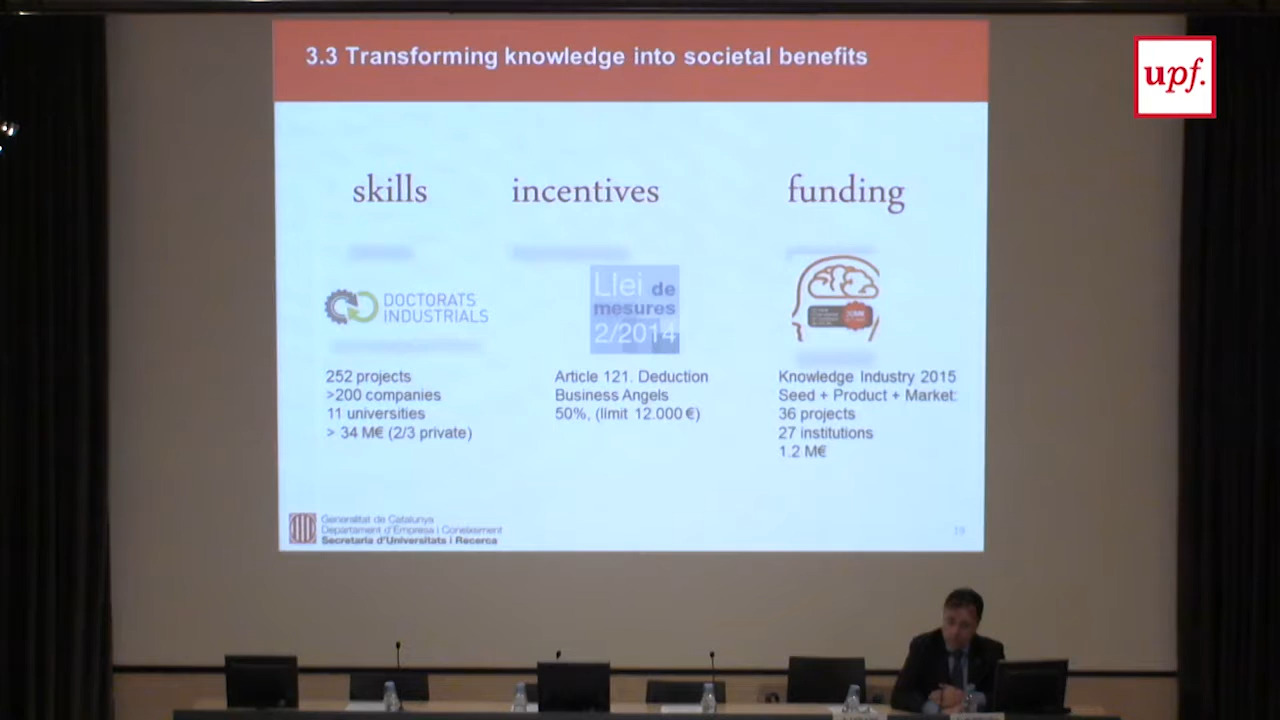 3.3 Transforming knowledge into societal benefits
upf.
skills
incentives
funding
DOCTORATS
INDUSTRIALS
252 projects
>200 companies
11 universities
> 34 M€ (2/3 private)
Llei de
mesures
2/2014
Article 121. Deduction
Business Angels
50%, (limit 12.000 €)
Knowledge Industry 2015
Seed + Product + Market:
36 projects
27 institutions
1.2 M€
Generalitat de Catalunya
Departament d'Empresa i Coneixement
Secretaria d'Universitats i Recerca
19